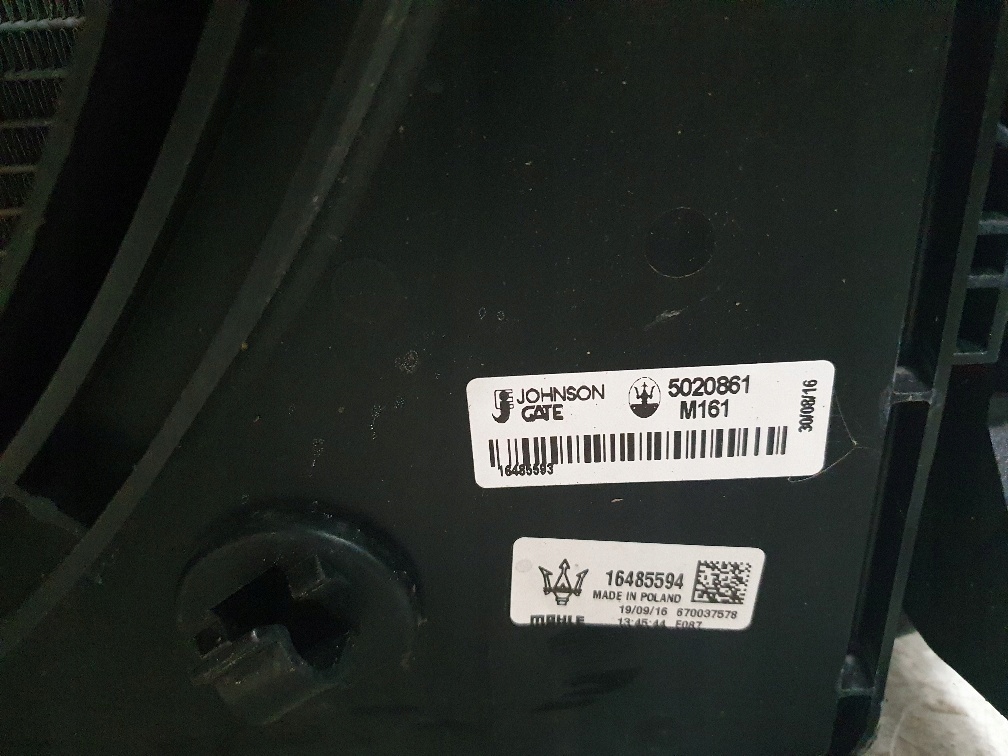 JOHNSON
GATE
5020861
M161
30/08/16
16485593
16485594
MADE IN POLAND
19/09/16 670037578
MAHLE
13:45:44 E087